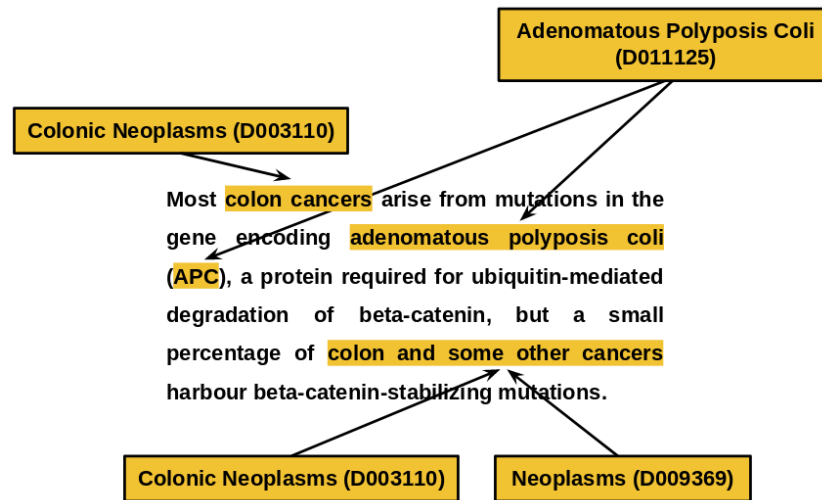 Adenomatous Polyposis Coli
(D011125)
Colonic Neoplasms (D003110)
Most colon cancers arise from mutations in the
gene encoding adenomatous polyposis coli
(APC), a protein required for ubiquitin-mediated
degradation of beta-catenin, but a small
percentage of colon and some other cancers
harbour beta-catenin-stabilizing mutations.
Colonic Neoplasms (D003110)
Neoplasms (D009369)